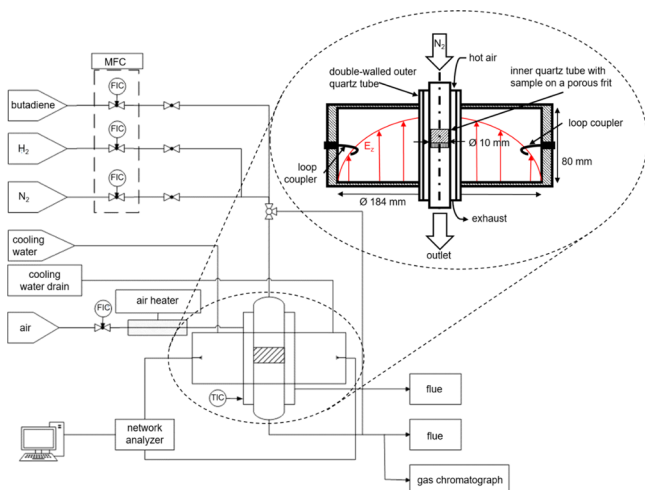 MFC
FIC
butadiene
FIC
H₂
FIC
N₂
cooling
water
cooling
water drain
air heater
FIC
air
TIC
network
analyzer
flue
flue
gas chromatograph
N₂
hot air
double-walled outer
quartz tube
inner quartz tube with
sample on a porous frit
loop coupler
E_z
Ø 10 mm
loop
coupler
80 mm
Ø 184 mm
exhaust
outlet